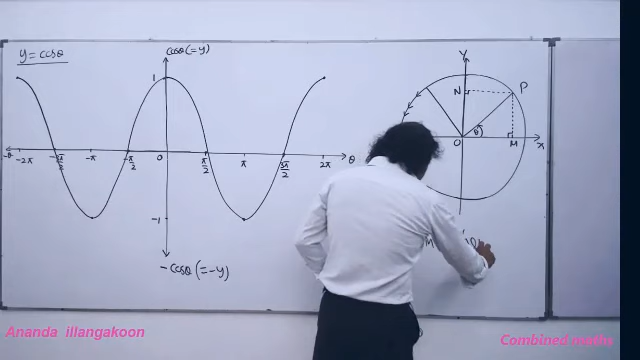 y = cosθ
cosθ (= y)
1
-θ -2π -3π/2 -π -π/2 0 π/2 π 3π/2 2π θ
-1
- cosθ (= -y)
Y
N P
θ
O M X
Ananda illangakoon
Combined maths